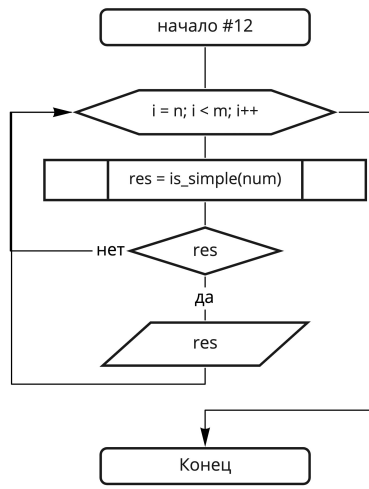 начало #12
i = n; i < m; i++
res = is_simple(num)
нет
res
да
res
Конец